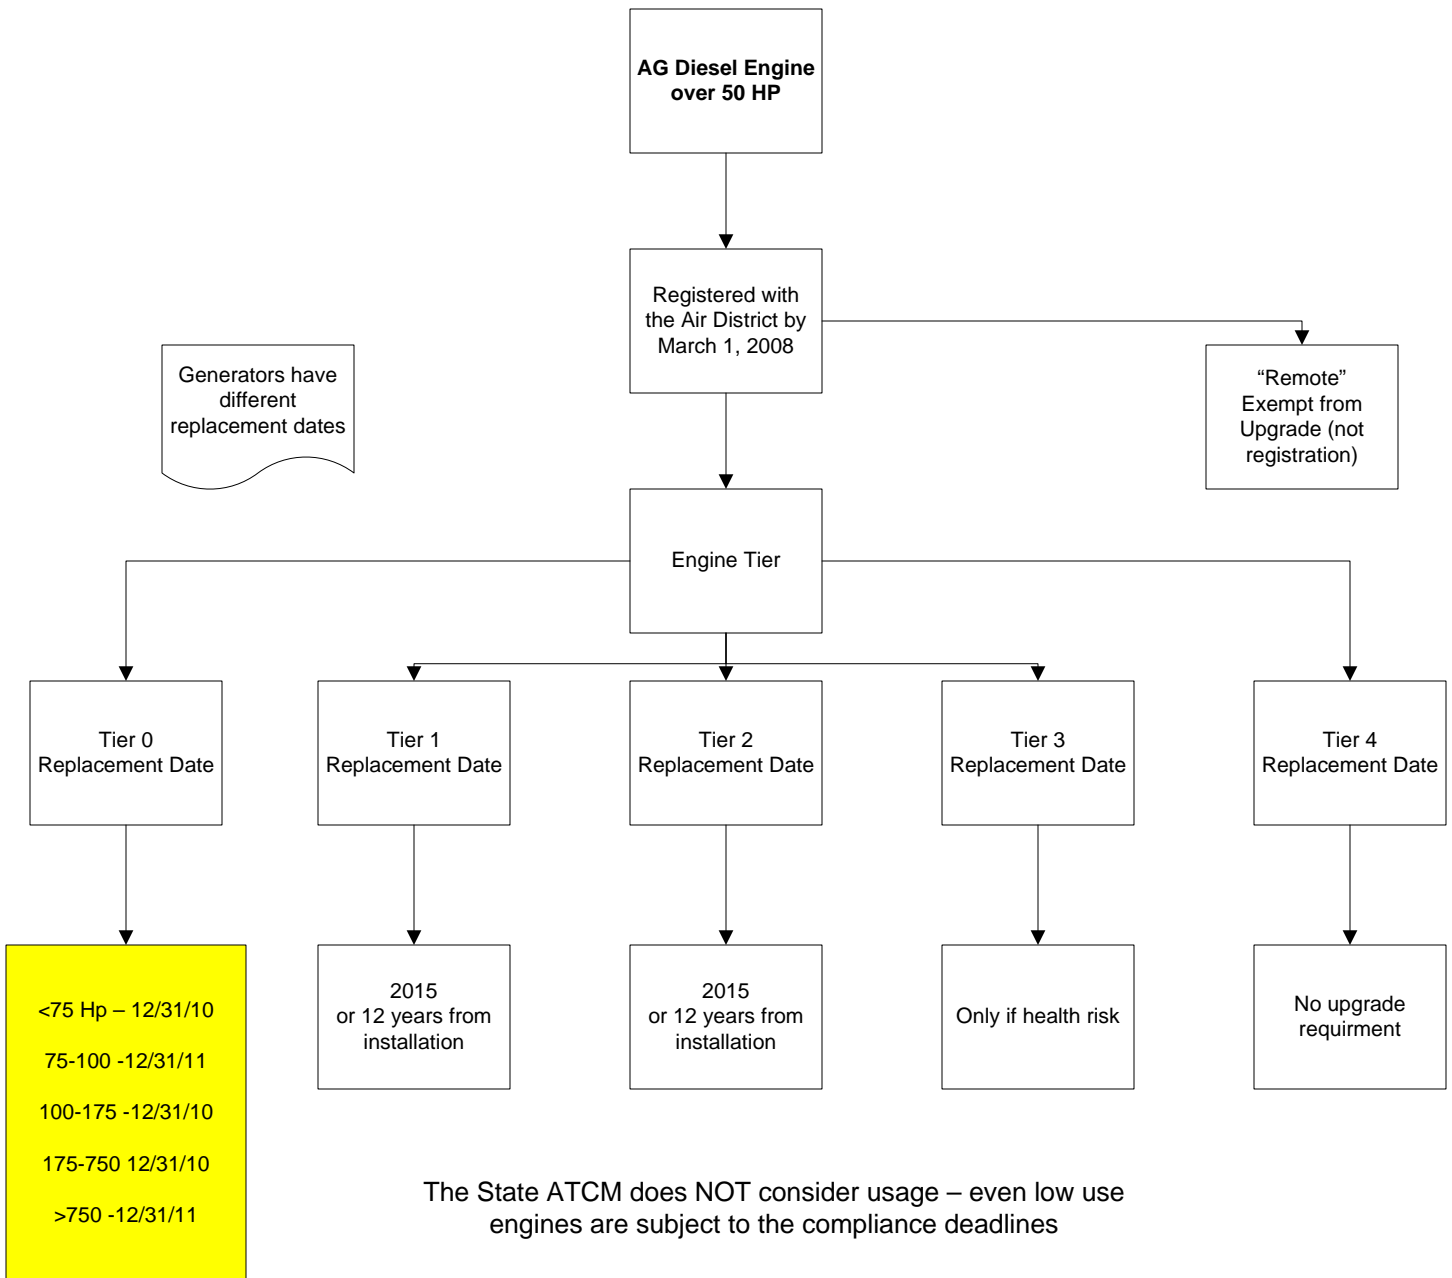 AG Diesel Engine
over 50 HP
Registered with
the Air District by
March 1, 2008
Generators have
different
replacement dates
“Remote”
Exempt from
Upgrade (not
registration)
Engine Tier
Tier 0
Replacement Date
Tier 1
Replacement Date
Tier 2
Replacement Date
Tier 3
Replacement Date
Tier 4
Replacement Date
<75 Hp – 12/31/10
75-100 -12/31/11
100-175 -12/31/10
175-750 12/31/10
>750 -12/31/11
2015
or 12 years from
installation
2015
or 12 years from
installation
Only if health risk
No upgrade
requirment
The State ATCM does NOT consider usage – even low use
engines are subject to the compliance deadlines